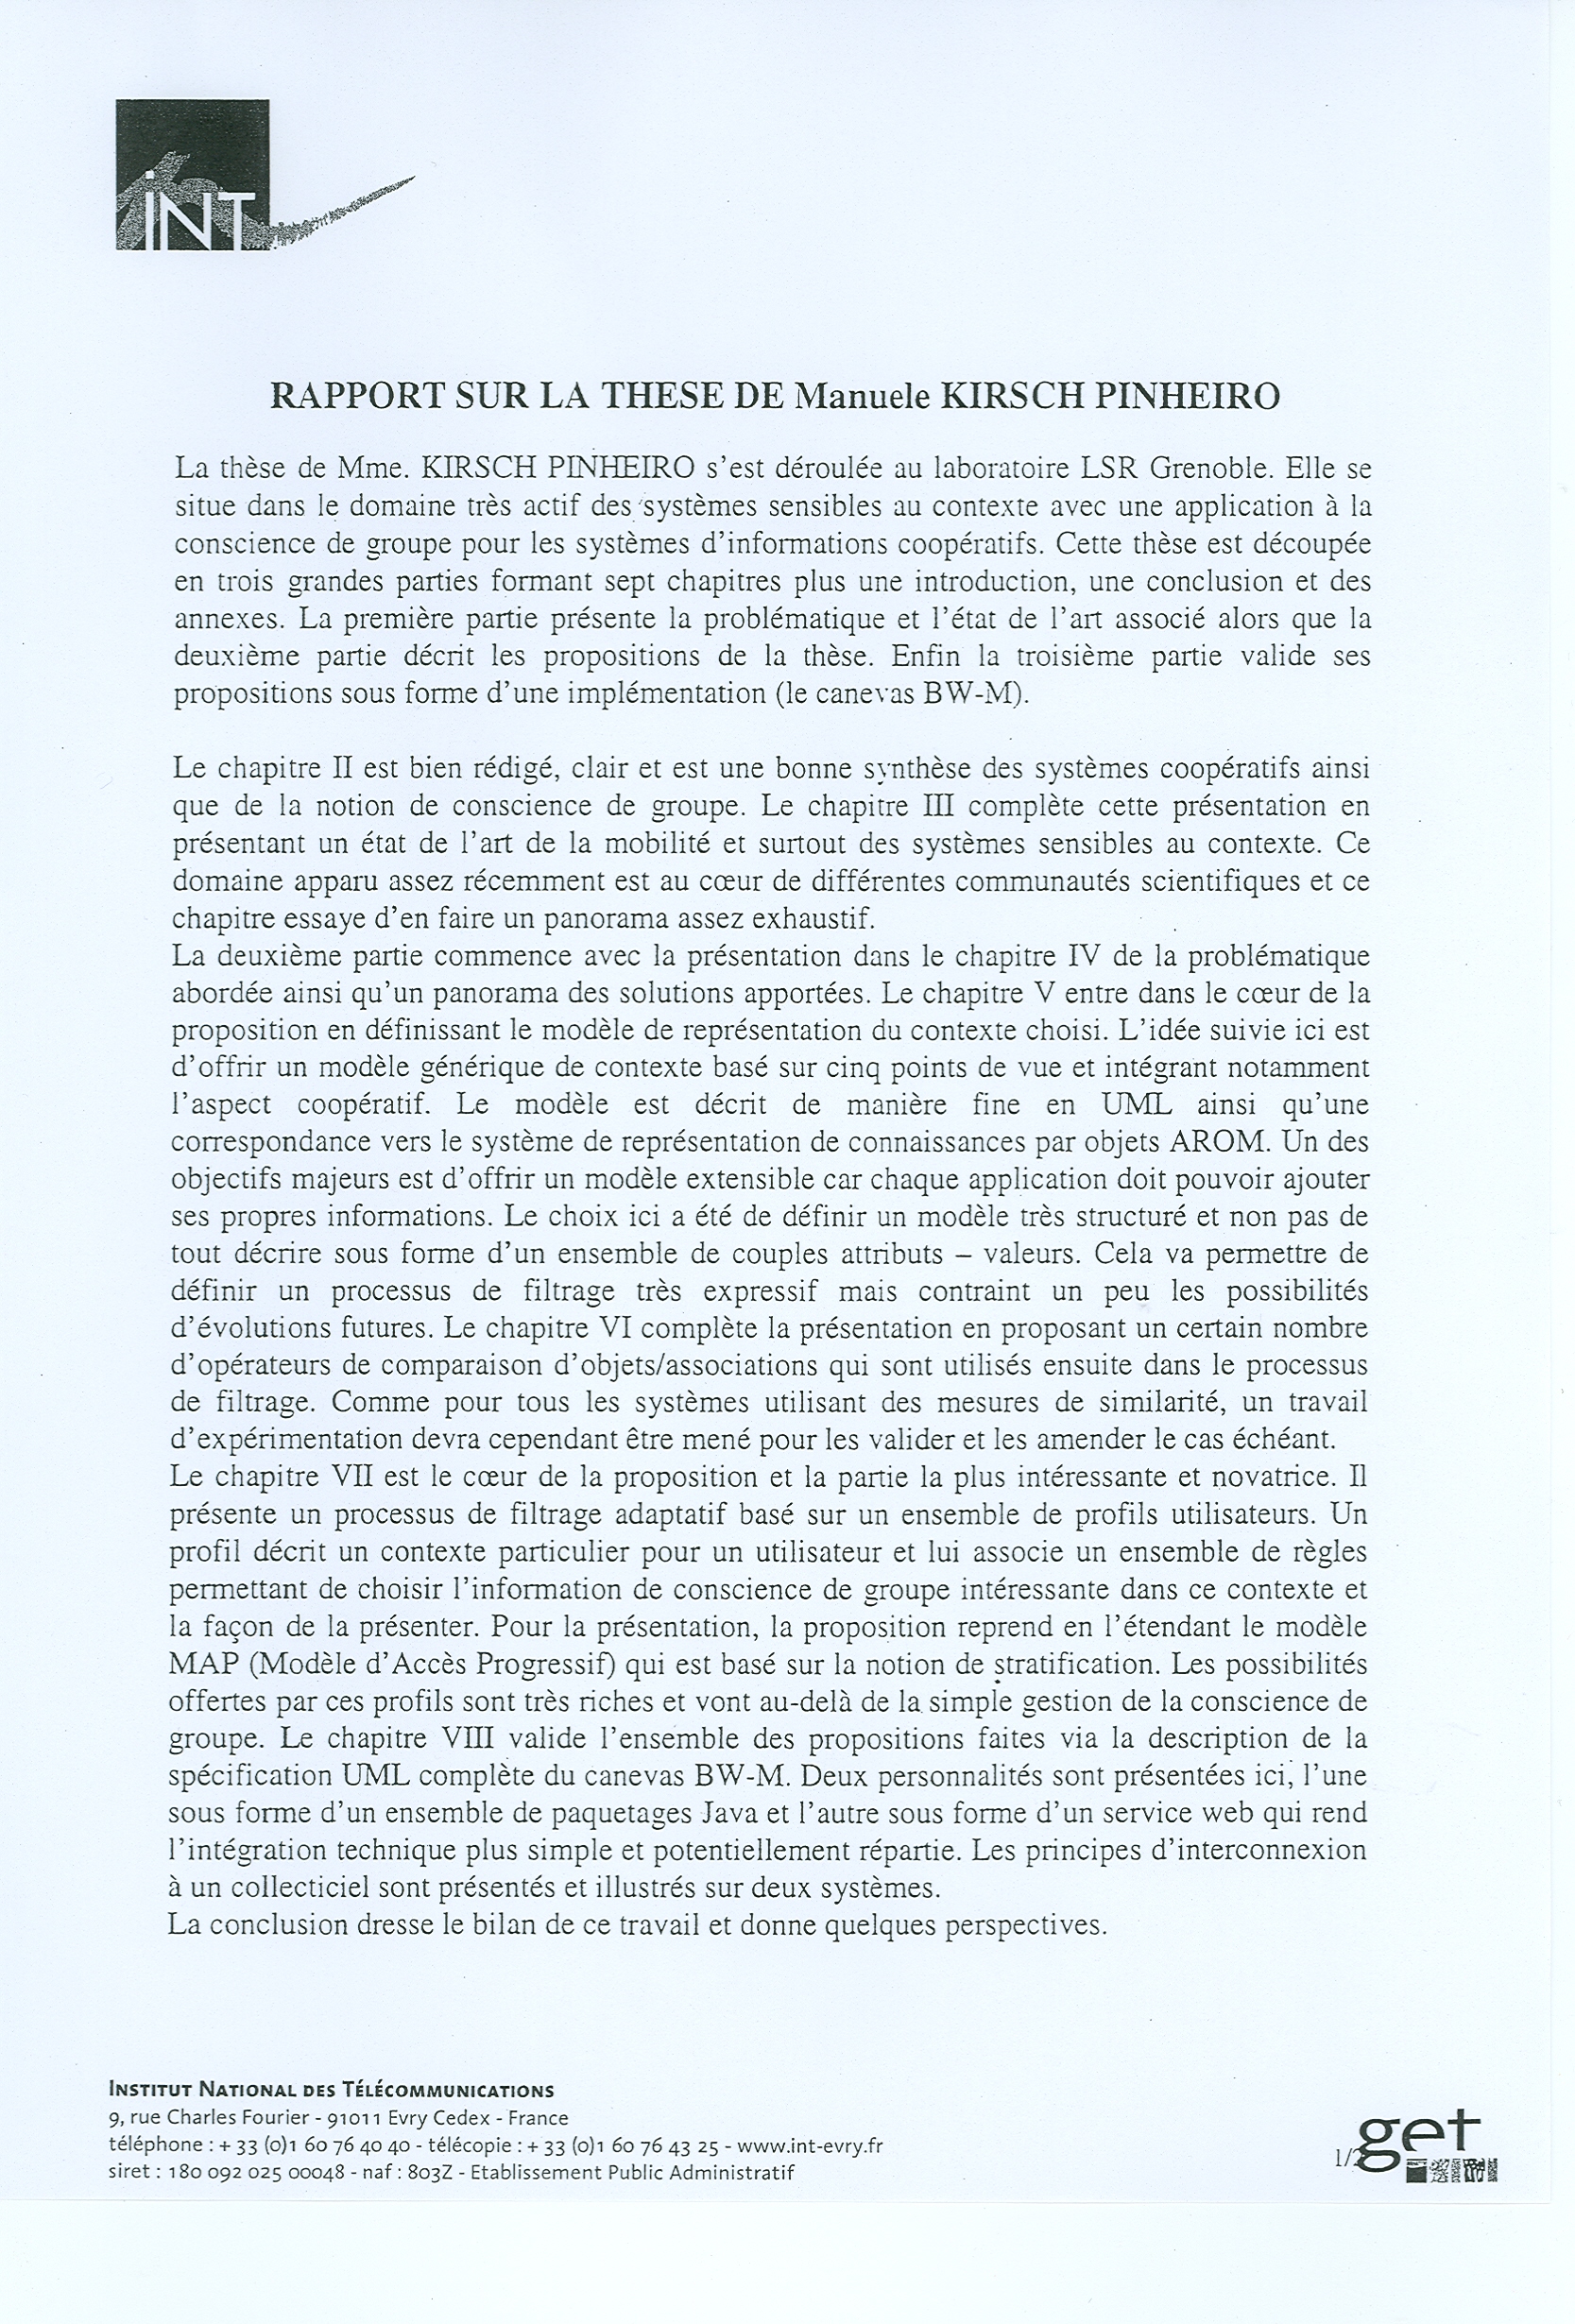 iNT
RAPPORT SUR LA THESE DE Manuele KIRSCH PINHEIRO
La thèse de Mme. KIRSCH PINHEIRO s'est déroulée au laboratoire LSR Grenoble. Elle se
situe dans le domaine très actif des systèmes sensibles au contexte avec une application à la
conscience de groupe pour les systèmes d'informations coopératifs. Cette thèse est découpée
en trois grandes parties formant sept chapitres plus une introduction, une conclusion et des
annexes. La première partie présente la problématique et l'état de l'art associé alors que la
deuxième partie décrit les propositions de la thèse. Enfin la troisième partie valide ses
propositions sous forme d'une implémentation (le canevas BW-M).
Le chapitre II est bien rédigé, clair et est une bonne synthèse des systèmes coopératifs ainsi
que de la notion de conscience de groupe. Le chapitre III complète cette présentation en
présentant un état de l'art de la mobilité et surtout des systèmes sensibles au contexte. Ce
domaine apparu assez récemment est au cœur de différentes communautés scientifiques et ce
chapitre essaye d'en faire un panorama assez exhaustif.
La deuxième partie commence avec la présentation dans le chapitre IV de la problématique
abordée ainsi qu'un panorama des solutions apportées. Le chapitre V entre dans le cœur de la
proposition en définissant le modèle de représentation du contexte choisi. L'idée suivie ici est
d'offrir un modèle générique de contexte basé sur cinq points de vue et intégrant notamment
l'aspect coopératif. Le modèle est décrit de manière fine en UML ainsi qu'une
correspondance vers le système de représentation de connaissances par objets AROM. Un des
objectifs majeurs est d'offrir un modèle extensible car chaque application doit pouvoir ajouter
ses propres informations. Le choix ici a été de définir un modèle très structuré et non pas de
tout décrire sous forme d'un ensemble de couples attributs – valeurs. Cela va permettre de
définir un processus de filtrage très expressif mais contraint un peu les possibilités
d'évolutions futures. Le chapitre VI complète la présentation en proposant un certain nombre
d'opérateurs de comparaison d'objets/associations qui sont utilisés ensuite dans le processus
de filtrage. Comme pour tous les systèmes utilisant des mesures de similarité, un travail
d'expérimentation devra cependant être mené pour les valider et les amender le cas échéant.
Le chapitre VII est le cœur de la proposition et la partie la plus intéressante et novatrice. Il
présente un processus de filtrage adaptatif basé sur un ensemble de profils utilisateurs. Un
profil décrit un contexte particulier pour un utilisateur et lui associe un ensemble de règles
permettant de choisir l'information de conscience de groupe intéressante dans ce contexte et
la façon de la présenter. Pour la présentation, la proposition reprend en l'étendant le modèle
MAP (Modèle d'Accès Progressif) qui est basé sur la notion de stratification. Les possibilités
offertes par ces profils sont très riches et vont au-delà de la simple gestion de la conscience de
groupe. Le chapitre VIII valide l'ensemble des propositions faites via la description de la
spécification UML complète du canevas BW-M. Deux personnalités sont présentées ici, l'une
sous forme d'un ensemble de paquetages Java et l'autre sous forme d'un service web qui rend
l'intégration technique plus simple et potentiellement répartie. Les principes d'interconnexion
à un collecticiel sont présentés et illustrés sur deux systèmes.
La conclusion dresse le bilan de ce travail et donne quelques perspectives.
INSTITUT NATIONAL DES TÉLÉCOMMUNICATIONS
9, rue Charles Fourier - 91011 Evry Cedex - France
téléphone : + 33 (0)1 60 76 40 40 - télécopie : + 33 (0)1 60 76 43 25 - www.int-evry.fr
siret : 180 092 025 00048 - naf : 803Z - Etablissement Public Administratif
1/2
get